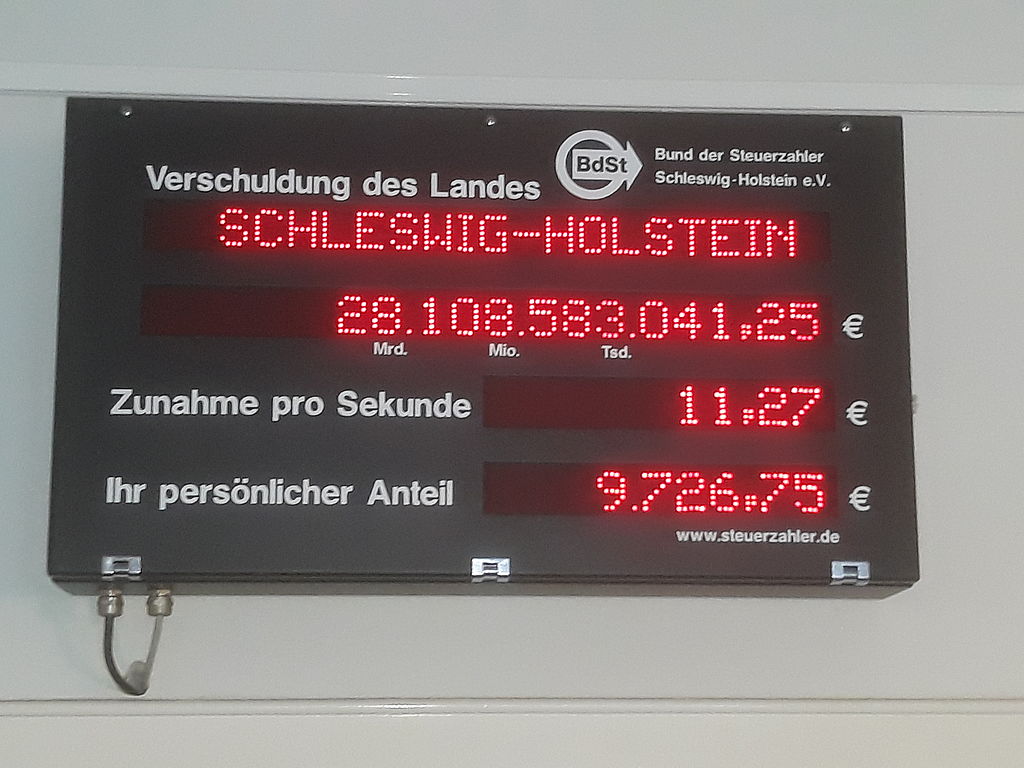 BdSt
Bund der Steuerzahler
Schleswig-Holstein e.V.
Verschuldung des Landes
SCHLESWIG-HOLSTEIN
28.108.583.041,25 €
Mrd. Mio. Tsd.
Zunahme pro Sekunde 11,27 €
Ihr persönlicher Anteil 9.726,75 €
www.steuerzahler.de